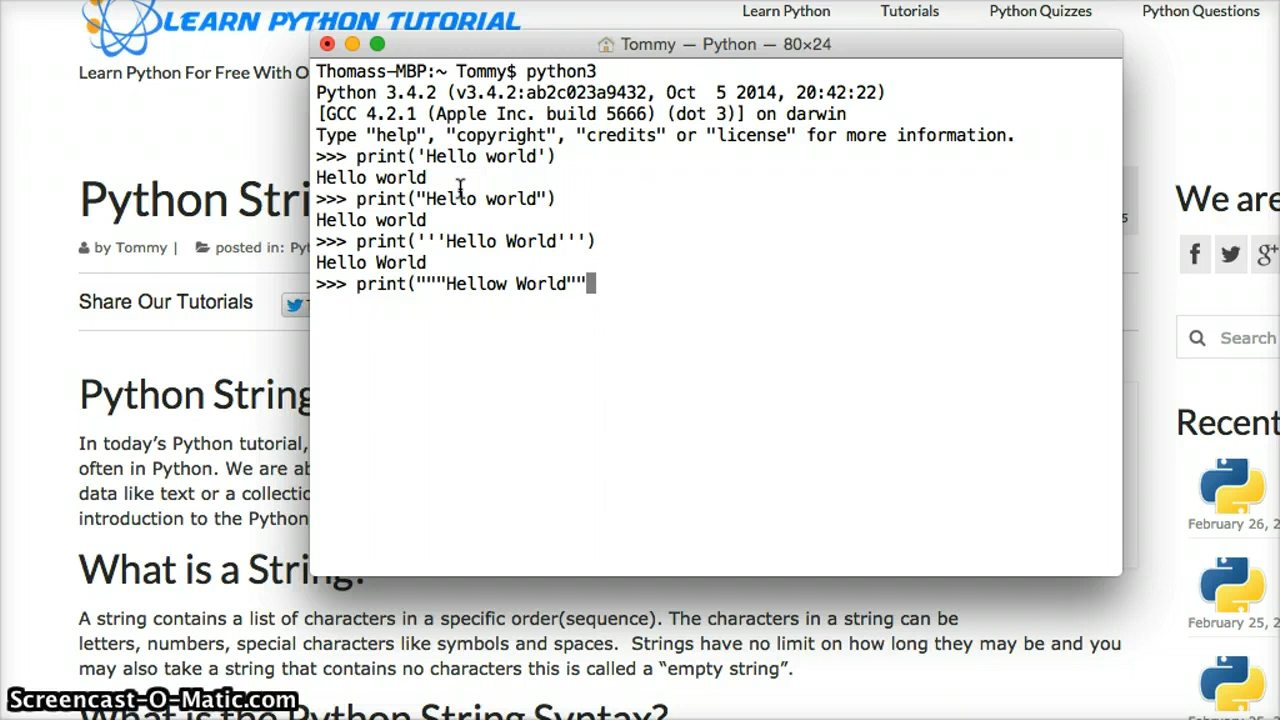 LEARN PYTHON TUTORIAL
Learn Python
Tutorials
Python Quizzes
Python Questions
Learn Python For Free With O
Tommy — Python — 80×24
Thomass-MBP:~ Tommy$ python3
Python 3.4.2 (v3.4.2:ab2c023a9432, Oct  5 2014, 20:42:22)
[GCC 4.2.1 (Apple Inc. build 5666) (dot 3)] on darwin
Type "help", "copyright", "credits" or "license" for more information.
>>> print('Hello world')
Hello world
>>> print("Hello world")
Hello world
>>> print('''Hello World''')
Hello World
>>> print("""Hellow World""
Python Stri
by Tommy | posted in: Pyt
5
Share Our Tutorials
We are
f
g+
Search
Python String
In today's Python tutorial,
often in Python. We are ab
data like text or a collectio
introduction to the Python
Recent
February 26, 2
February 25, 2
What is a String?
A string contains a list of characters in a specific order(sequence). The characters in a string can be
letters, numbers, special characters like symbols and spaces.  Strings have no limit on how long they may be and you
may also take a string that contains no characters this is called a “empty string”.
What is the Python String Syntax?
Screencast-O-Matic.com